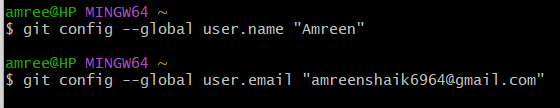 amree@HP MINGW64 ~
$ git config --global user.name "Amreen"
amree@HP MINGW64 ~
$ git config --global user.email "amreenshaik6964@gmail.com"